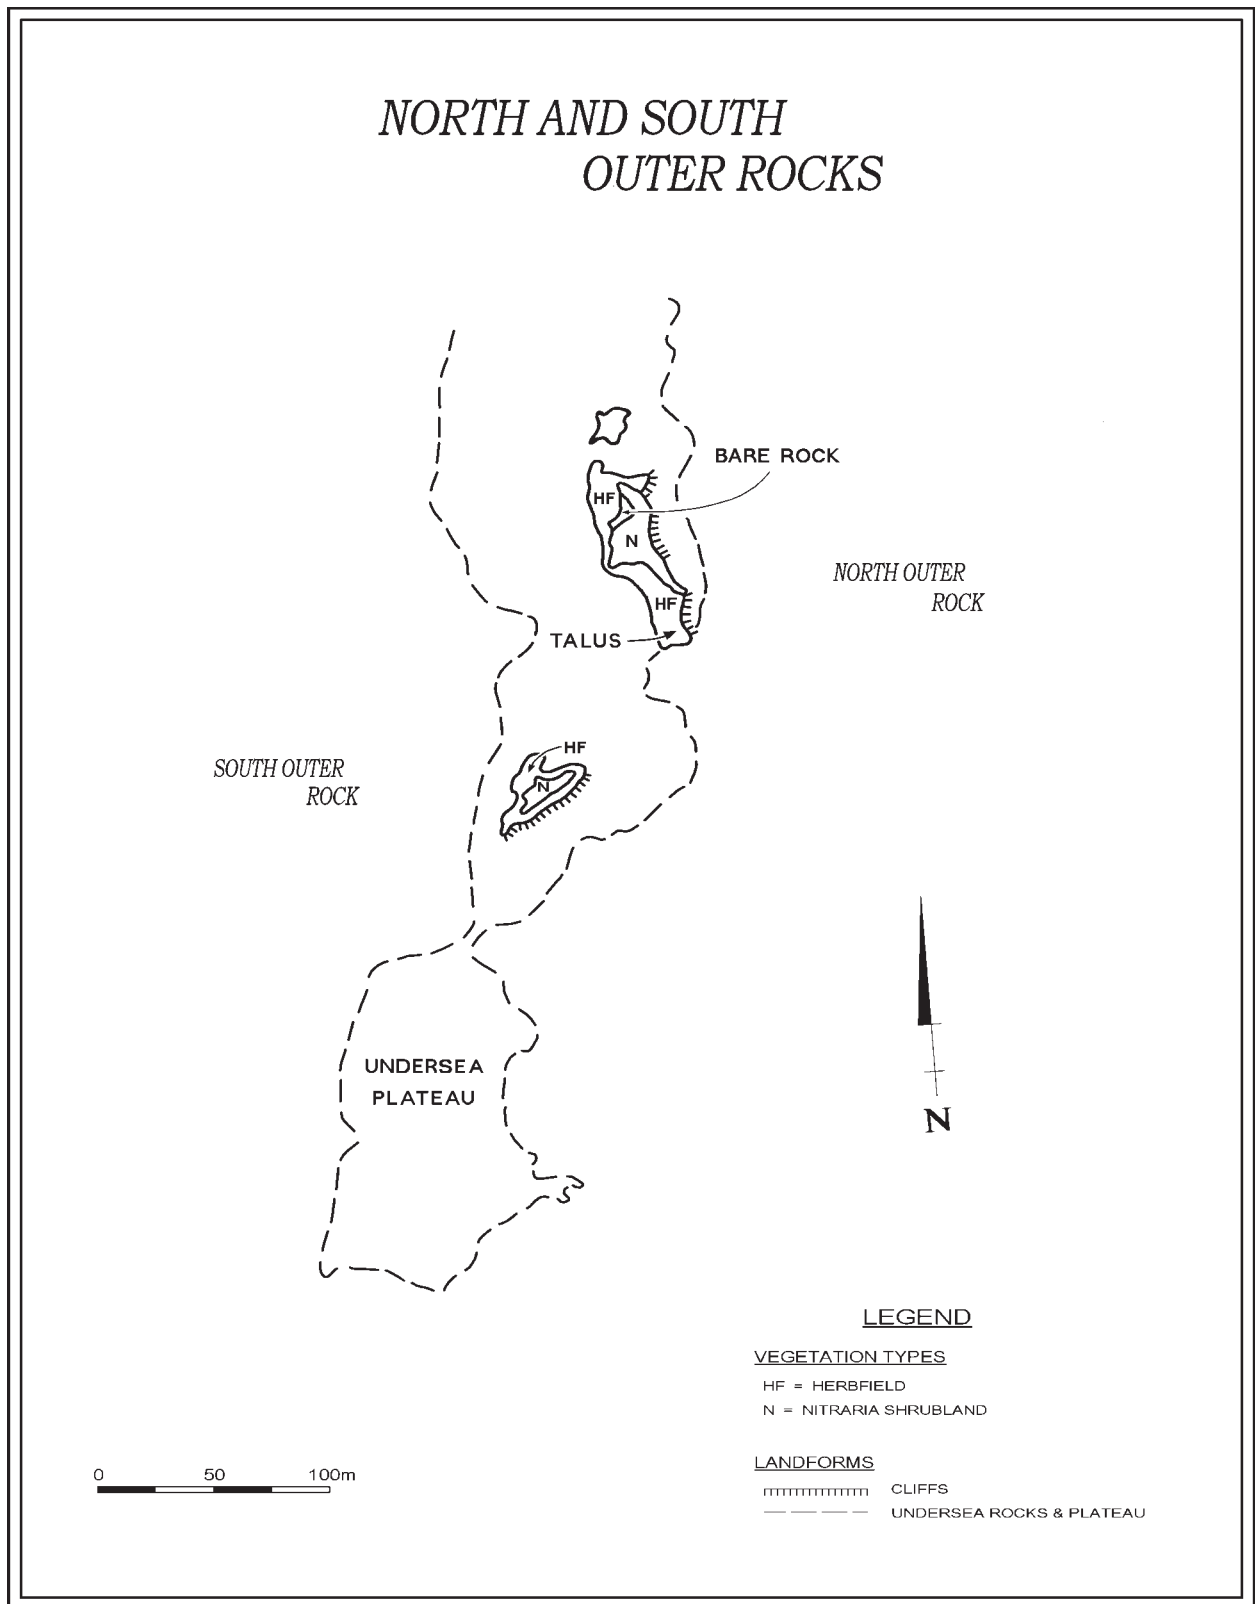 NORTH AND SOUTH
OUTER ROCKS
BARE ROCK
HF
N
NORTH OUTER
ROCK
HF
TALUS
HF
SOUTH OUTER
ROCK
N
UNDERSEA
PLATEAU
N
LEGEND
VEGETATION TYPES
HF = HERBFIELD
N = NITRARIA SHRUBLAND
LANDFORMS
CLIFFS
UNDERSEA ROCKS & PLATEAU
0 50 100m